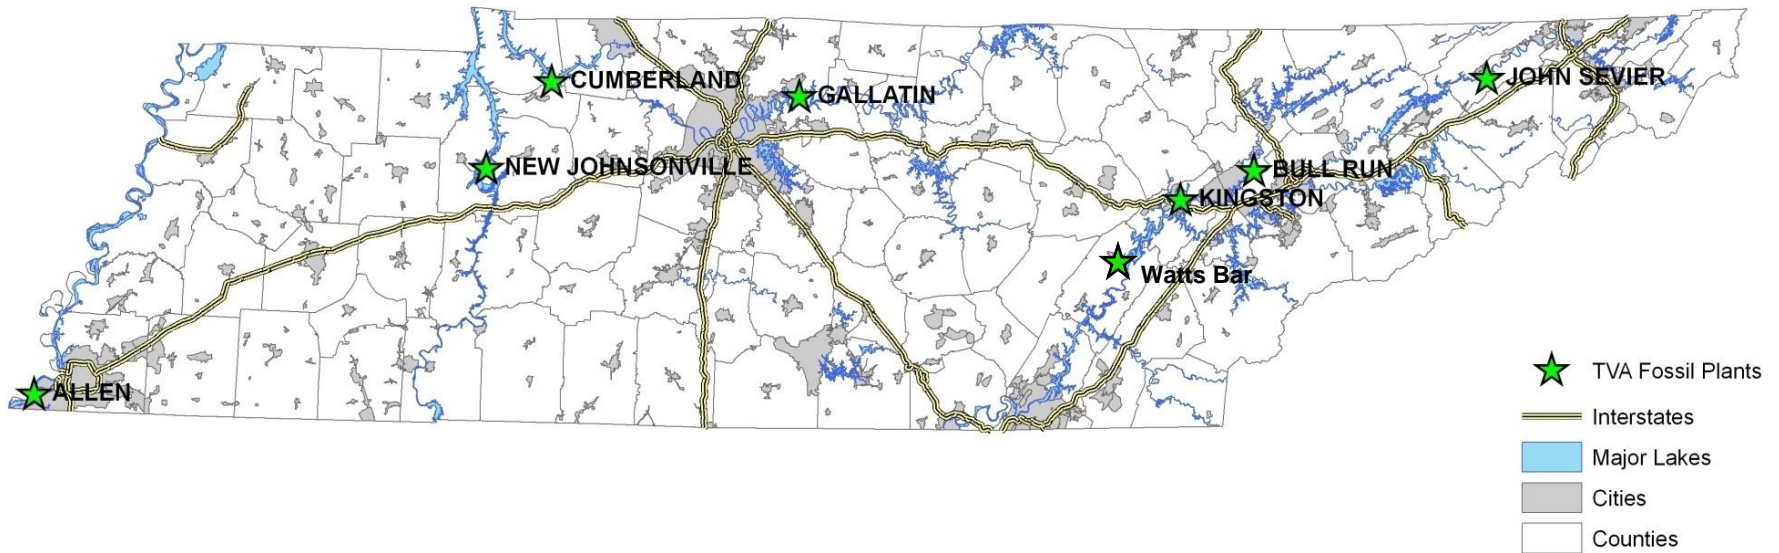 CUMBERLAND
GALLATIN
JOHN SEVIER
NEW JOHNSONVILLE
BULL RUN
KINGSTON
Watts Bar
ALLEN
TVA Fossil Plants
Interstates
Major Lakes
Cities
Counties